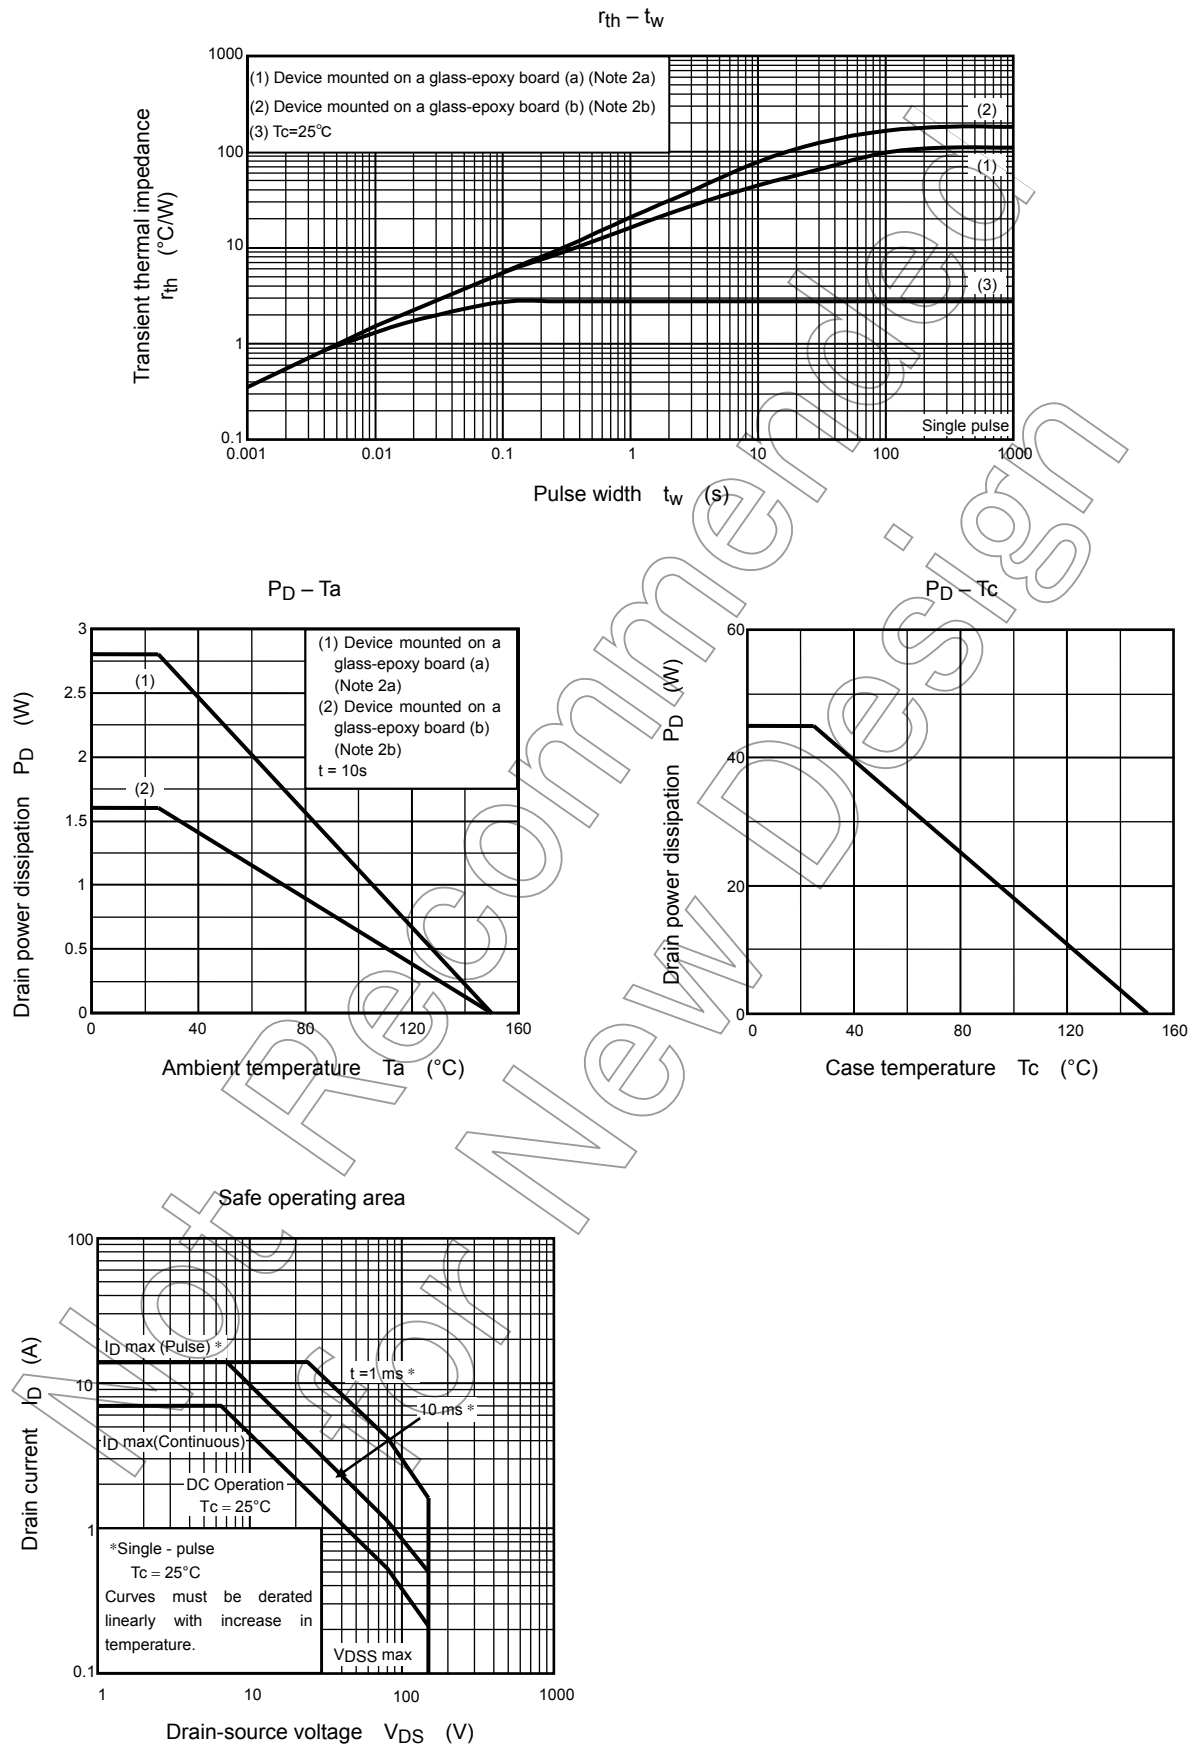 rth – tw
1000
100
10
1
0.1
0.001
0.01
0.1
1
10
100
1000
Transient thermal impedance
rth (°C/W)
(1) Device mounted on a glass-epoxy board (a) (Note 2a)
(2) Device mounted on a glass-epoxy board (b) (Note 2b)
(3) Tc=25°C
(2)
(1)
(3)
Single pulse
Pulse width tw (s)
PD – Ta
3
2.5
2
1.5
1
0.5
0
0
40
80
120
160
Drain power dissipation PD (W)
(1) Device mounted on a
glass-epoxy board (a)
(Note 2a)
(2) Device mounted on a
glass-epoxy board (b)
(Note 2b)
t = 10s
(1)
(2)
Ambient temperature Ta (°C)
PD – Tc
60
40
20
0
0
40
80
120
160
Drain power dissipation PD (W)
Case temperature Tc (°C)
Safe operating area
100
10
1
0.1
1
10
100
1000
Drain current ID (A)
ID max (Pulse) *
t =1 ms *
10 ms *
ID max(Continuous)
DC Operation
Tc = 25°C
*Single - pulse
Tc = 25°C
Curves must be derated
linearly with increase in
temperature.
VDSS max
Drain-source voltage VDS (V)
Not Recommended
for New Design